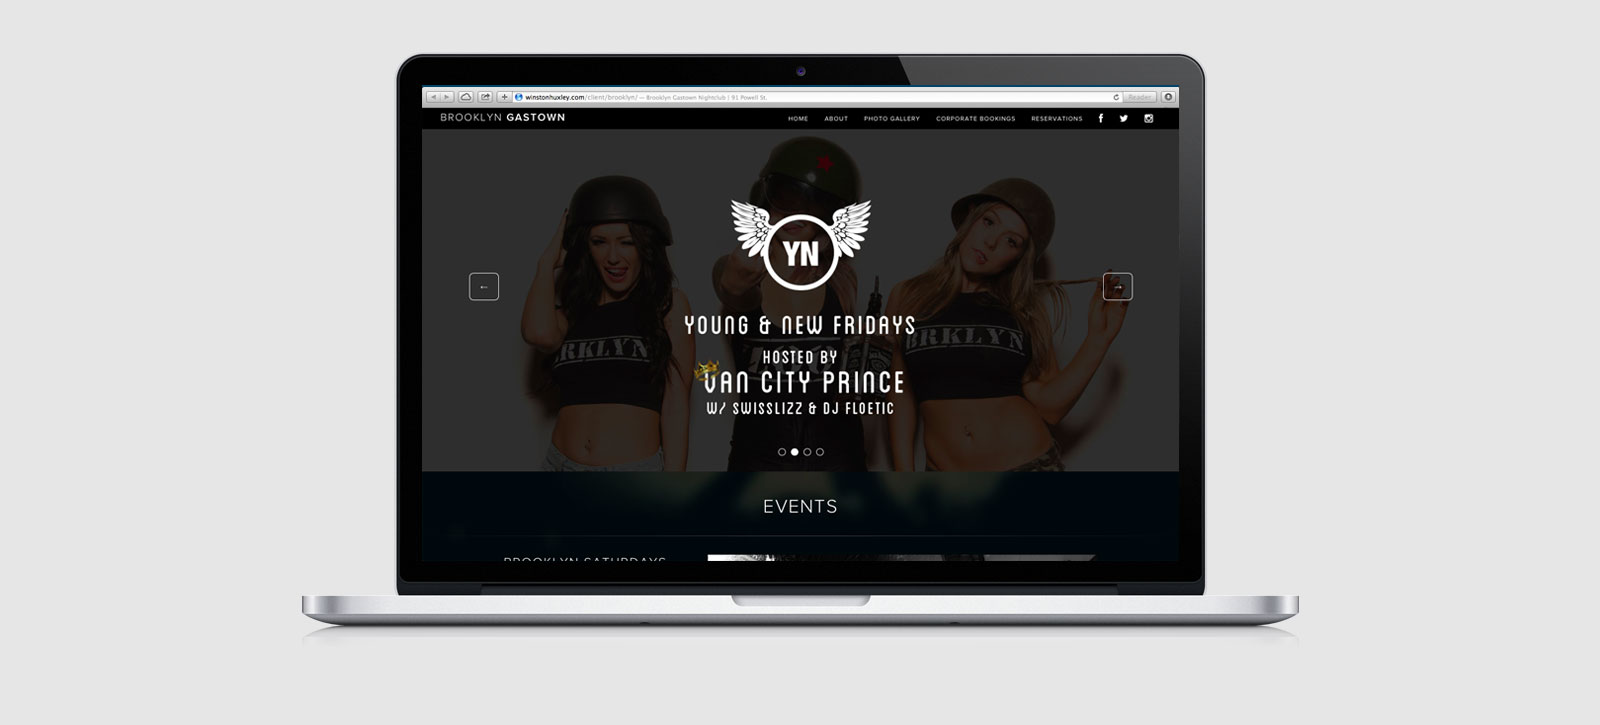 winstonhuxley.com/client/brooklyn/ — Brooklyn Gastown Nightclub | 91 Powell St.
Reader
BROOKLYN GASTOWN
HOME ABOUT PHOTO GALLERY CORPORATE BOOKINGS RESERVATIONS
YN
BRKLYN
BRKLYN
YOUNG & NEW FRIDAYS
HOSTED BY
VAN CITY PRINCE
W/ SWISSLIZZ & DJ FLOETIC
EVENTS
BROOKLYN SATURDAYS